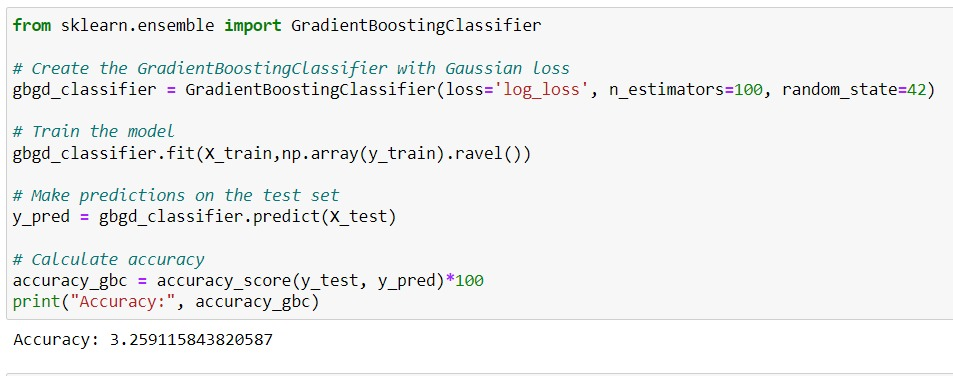 from sklearn.ensemble import GradientBoostingClassifier
# Create the GradientBoostingClassifier with Gaussian loss
gbgd_classifier = GradientBoostingClassifier(loss='log_loss', n_estimators=100, random_state=42)
# Train the model
gbgd_classifier.fit(X_train,np.array(y_train).ravel())
# Make predictions on the test set
y_pred = gbgd_classifier.predict(X_test)
# Calculate accuracy
accuracy_gbc = accuracy_score(y_test, y_pred)*100
print("Accuracy:", accuracy_gbc)
Accuracy: 3.259115843820587